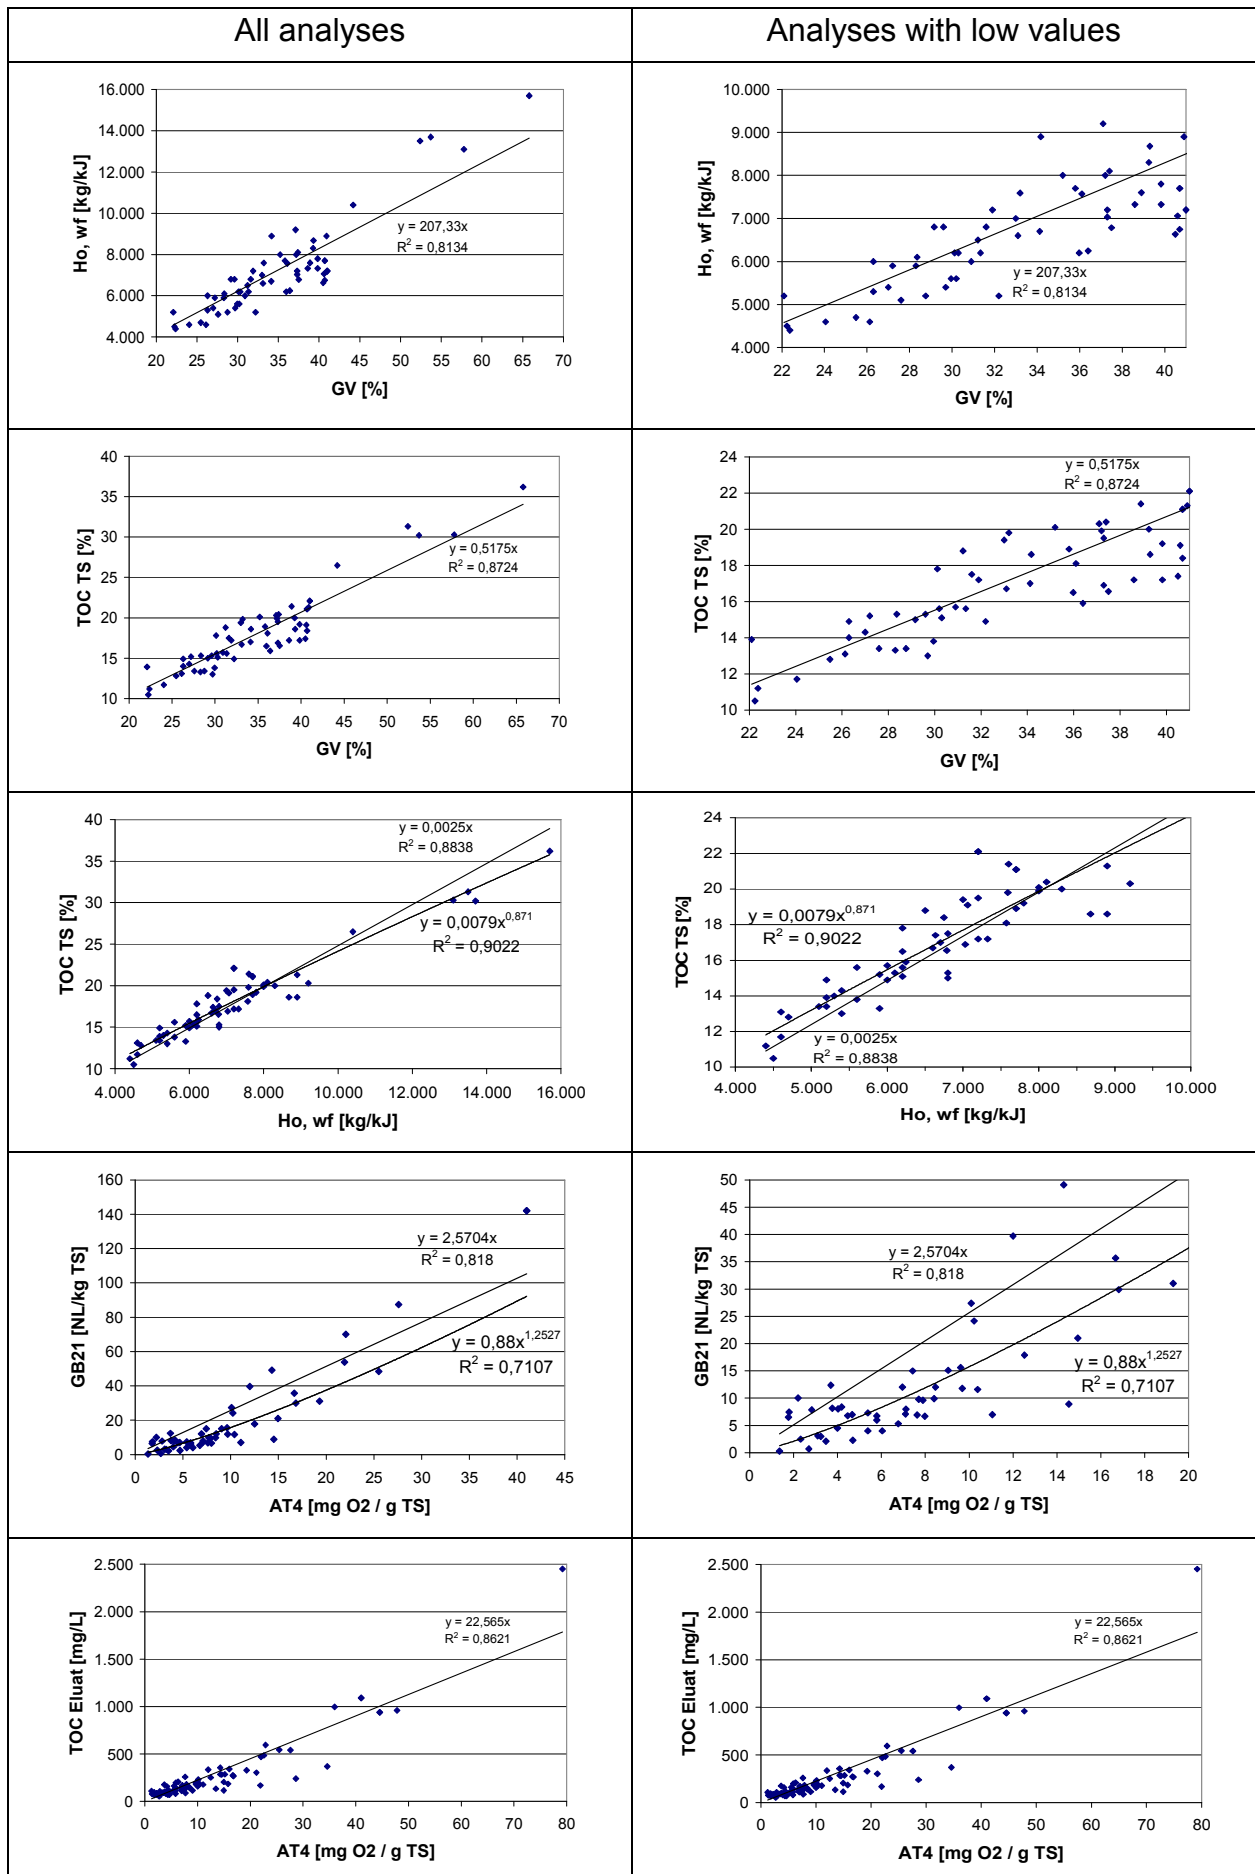 All analyses
Analyses with low values
16.000
14.000
12.000
10.000
8.000
6.000
4.000
Ho, wf [kg/kJ]
y = 207,33x
R² = 0,8134
20 25 30 35 40 45 50 55 60 65 70
GV [%]
10.000
9.000
8.000
7.000
6.000
5.000
4.000
Ho, wf [kg/kJ]
y = 207,33x
R² = 0,8134
22 24 26 28 30 32 34 36 38 40
GV [%]
40
35
30
25
20
15
10
TOC TS [%]
y = 0,5175x
R² = 0,8724
20 25 30 35 40 45 50 55 60 65 70
GV [%]
24
22
20
18
16
14
12
10
TOC TS [%]
y = 0,5175x
R² = 0,8724
22 24 26 28 30 32 34 36 38 40
GV [%]
40
35
30
25
20
15
10
TOC TS [%]
y = 0,0025x
R² = 0,8838
y = 0,0079x^0,871
R² = 0,9022
4.000 6.000 8.000 10.000 12.000 14.000 16.000
Ho, wf [kg/kJ]
24
22
20
18
16
14
12
10
TOC TS [%]
y = 0,0079x^0,871
R² = 0,9022
y = 0,0025x
R² = 0,8838
4.000 5.000 6.000 7.000 8.000 9.000 10.000
Ho, wf [kg/kJ]
160
140
120
100
80
60
40
20
0
GB21 [NL/kg TS]
y = 2,5704x
R² = 0,818
y = 0,88x^1,2527
R² = 0,7107
0 5 10 15 20 25 30 35 40 45
AT4 [mg O2 / g TS]
50
45
40
35
30
25
20
15
10
5
0
GB21 [NL/kg TS]
y = 2,5704x
R² = 0,818
y = 0,88x^1,2527
R² = 0,7107
0 2 4 6 8 10 12 14 16 18 20
AT4 [mg O2 / g TS]
2.500
2.000
1.500
1.000
500
0
TOC Eluat [mg/L]
y = 22,565x
R² = 0,8621
0 10 20 30 40 50 60 70 80
AT4 [mg O2 / g TS]
2.500
2.000
1.500
1.000
500
0
TOC Eluat [mg/L]
y = 22,565x
R² = 0,8621
0 10 20 30 40 50 60 70 80
AT4 [mg O2 / g TS]